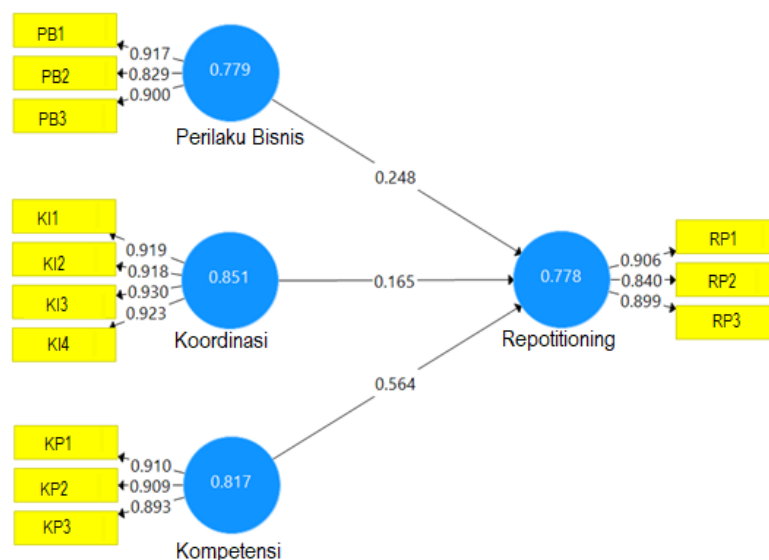 PB1
0.917
PB2
0.829
0.779
PB3
0.900
Perilaku Bisnis
0.248
KI1
0.919
KI2
0.918
0.851
KI3
0.930
KI4
0.923
Koordinasi
0.165
KP1
0.910
KP2
0.909
0.817
KP3
0.893
Kompetensi
0.564
0.778
Repotitioning
0.906
RP1
0.840
RP2
0.899
RP3